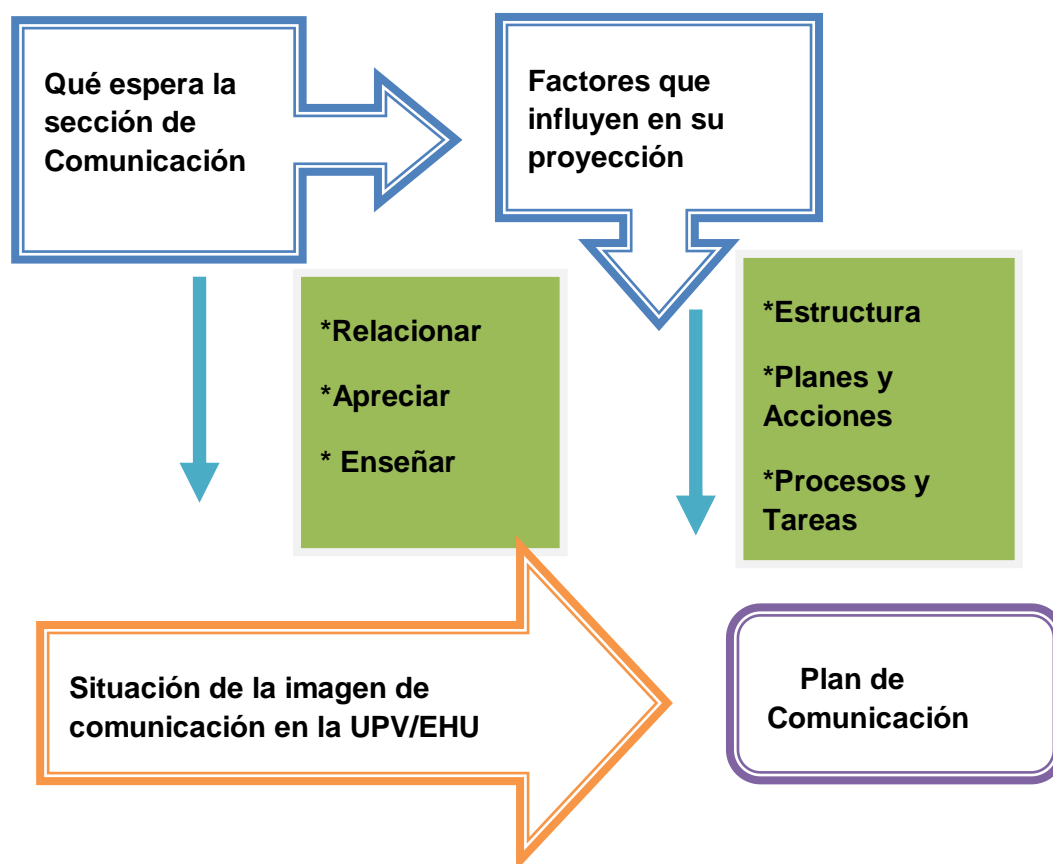 Qué espera la
sección de
Comunicación
Factores que
influyen en su
proyección
*Relacionar
*Apreciar
* Enseñar
*Estructura
*Planes y
Acciones
*Procesos y
Tareas
Situación de la imagen de
comunicación en la UPV/EHU
Plan de
Comunicación